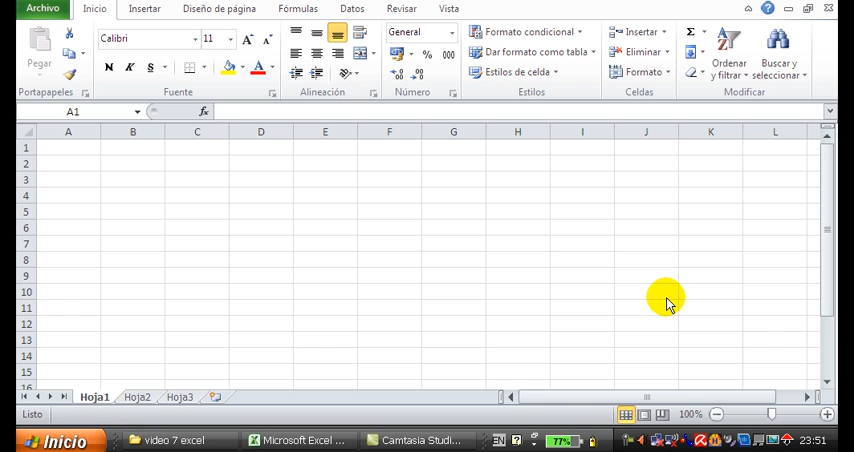 Archivo Inicio Insertar Diseño de página Fórmulas Datos Revisar Vista
Calibri 11 General Formato condicional Insertar Σ
Pegar Dar formato como tabla Eliminar Ordenar y filtrar Buscar y seleccionar
N K S % Estilos de celda Formato
Portapapeles Fuente Alineación Número Estilos Celdas Modificar
A1 fx
A B C D E F G H I J K L
1
2
3
4
5
6
7
8
9
10
11
12
13
14
15
16
Hoja1 Hoja2 Hoja3
Listo 100%
Inicio video 7 excel Microsoft Excel ... Camtasia Studi... EN 77% 23:51